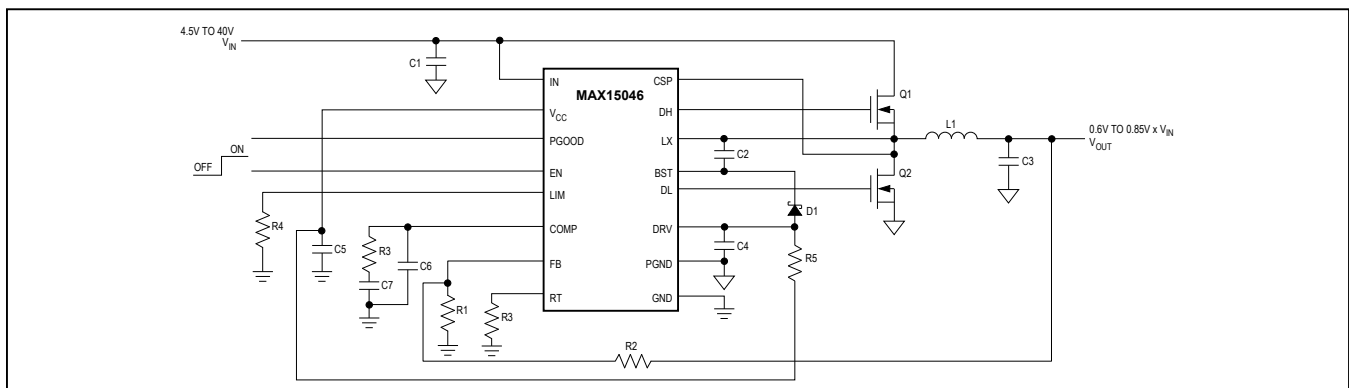 4.5V TO 40V
VIN
C1
MAX15046
IN
VCC
PGOOD
EN
LIM
COMP
FB
RT
CSP
DH
LX
BST
DL
DRV
PGND
GND
OFF
ON
R4
C5
R3
C7
C6
R1
R3
R2
C2
D1
C4
R5
Q1
Q2
L1
C3
0.6V TO 0.85V x VIN
VOUT